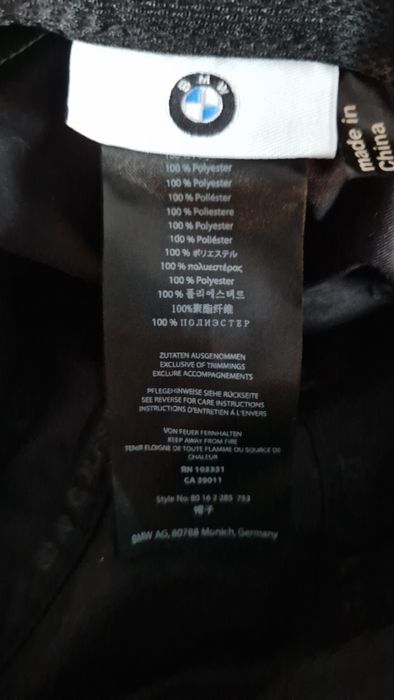 BMW
made in
China
100 % Polyester
100 % Polyester
100 % Polléster
100 % Poliestere
100 % Polyester
100 % Poliéster
100 % ポリエステル
100 % πολυεστέρας
100 % Polyester
100 % 폴리에스테르
100%聚酯纤维
100 % ПОЛИЭСТЕР
ZUTATEN AUSGENOMMEN
EXCLUSIVE OF TRIMMINGS
EXCLURE ACCOMPAGNEMENTS
PFLEGEHINWEISE SIEHE RÜCKSEITE
SEE REVERSE FOR CARE INSTRUCTIONS
INSTRUCTIONS D'ENTRETIEN Á L'ENVERS
VON FEUER FERNHALTEN
KEEP AWAY FROM FIRE
TENIR ELOIGNE DE TOUTE FLAMME OU SOURCE DE
CHALEUR
RN 103331
CA 39011
Style No: 80 16 2 285 753
帽子
BMW AG, 80788 Munich, Germany